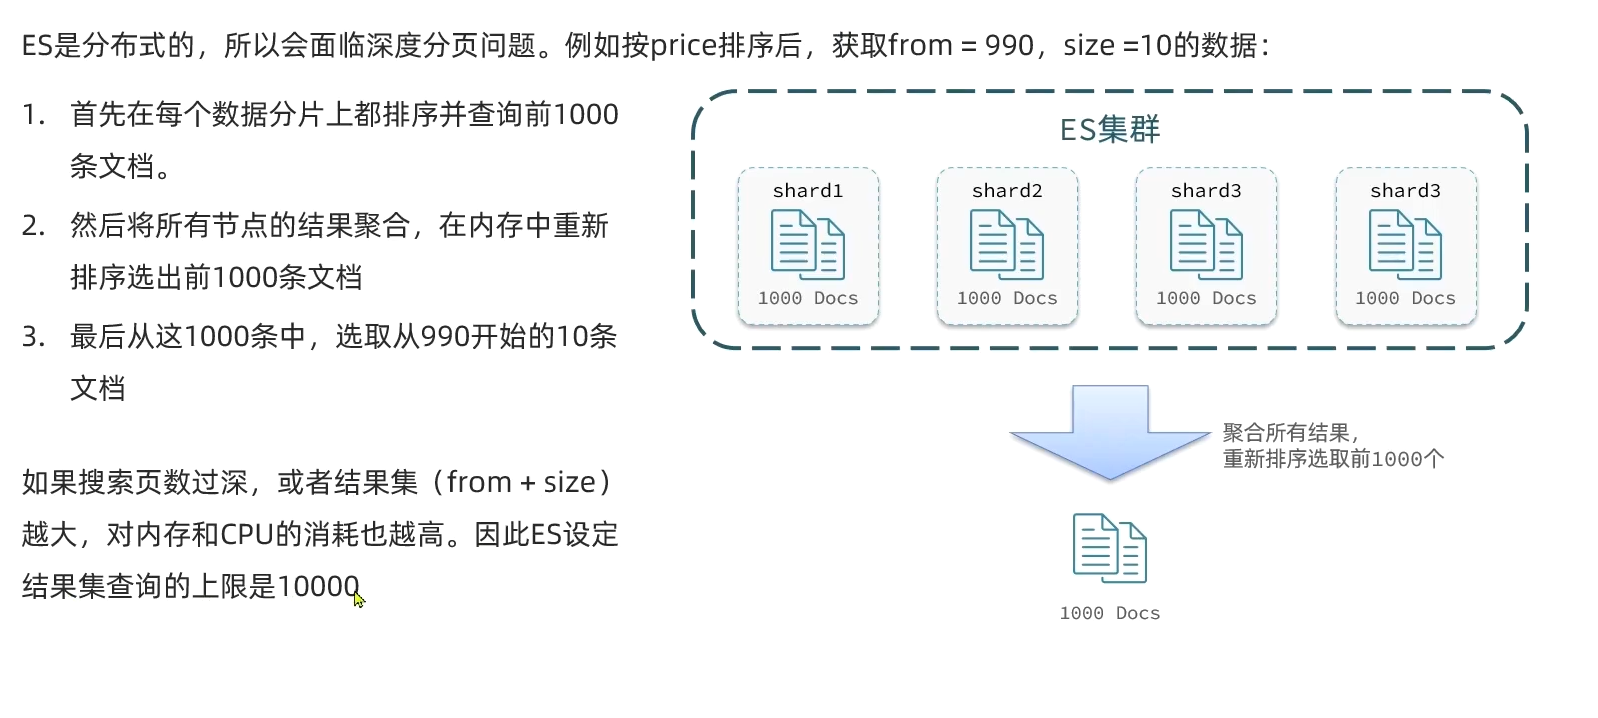 ES是分布式的，所以会面临深度分页问题。例如按price排序后，获取from = 990，size =10的数据：
1. 首先在每个数据分片上都排序并查询前1000
条文档。
2. 然后将所有节点的结果聚合，在内存中重新
排序选出前1000条文档
3. 最后从这1000条中，选取从990开始的10条
文档
如果搜索页数过深，或者结果集（from + size）
越大，对内存和CPU的消耗也越高。因此ES设定
结果集查询的上限是10000
ES集群
shard1 shard2 shard3 shard3
1000 Docs 1000 Docs 1000 Docs 1000 Docs
聚合所有结果，
重新排序选取前1000个
1000 Docs